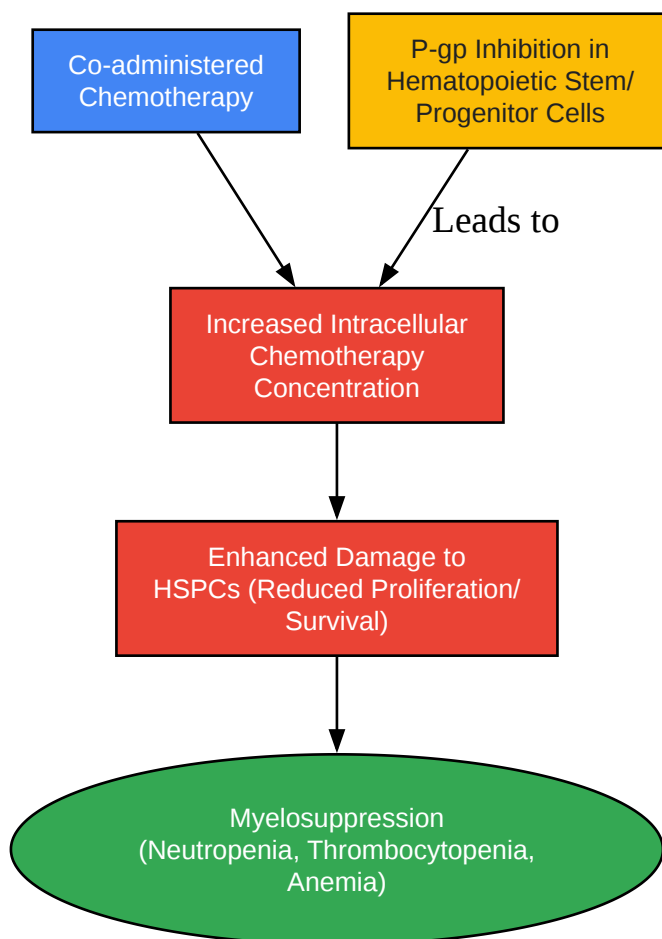 Co-administered
Chemotherapy
P-gp Inhibition in
Hematopoietic Stem/
Progenitor Cells
Leads to
Increased Intracellular
Chemotherapy
Concentration
Enhanced Damage to
HSPCs (Reduced Proliferation/
Survival)
Myelosuppression
(Neutropenia, Thrombocytopenia,
Anemia)